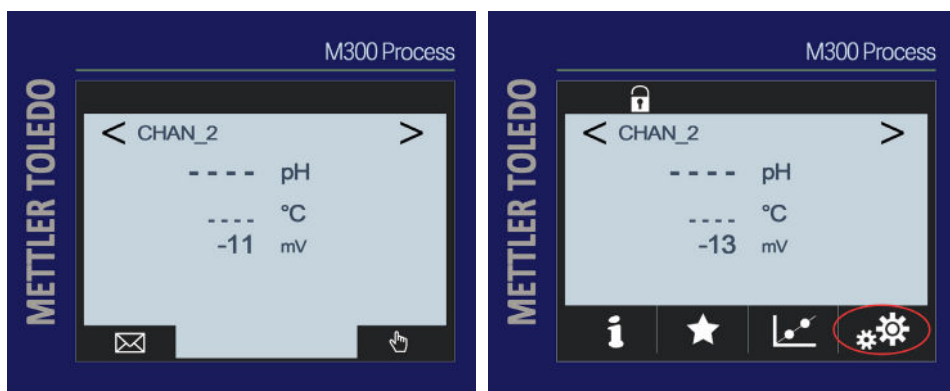 M300 Process
METTLER TOLEDO
< CHAN_2 >
---- pH
---- °C
-11 mV
M300 Process
METTLER TOLEDO
< CHAN_2 >
---- pH
---- °C
-13 mV
i